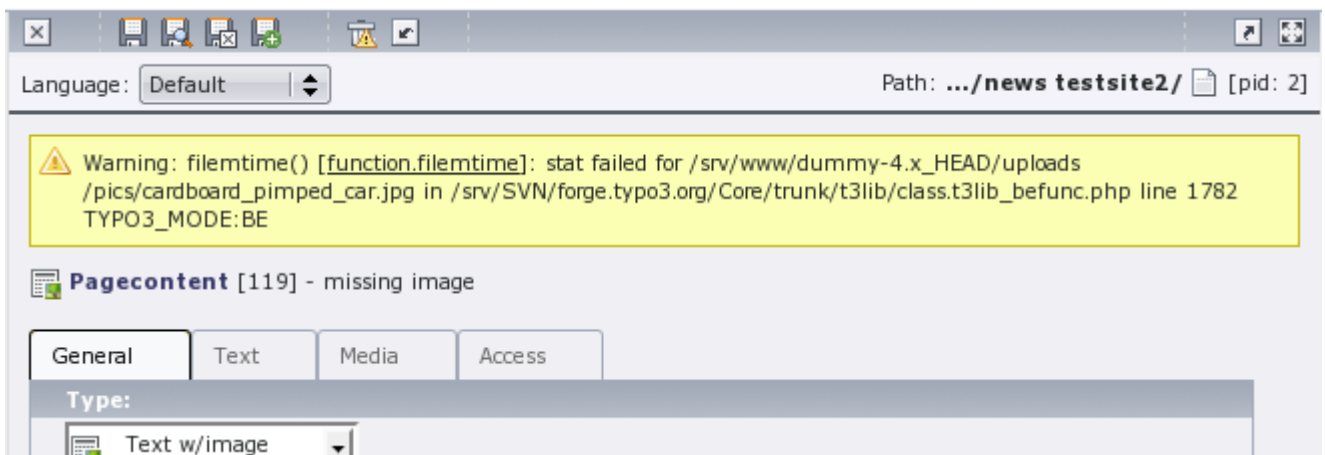 Language: Default
Path: .../news testsite2/ [pid: 2]
Warning: filemtime() [function.filemtime]: stat failed for /srv/www/dummy-4.x_HEAD/uploads
/pics/cardboard_pimped_car.jpg in /srv/SVN/forge.typo3.org/Core/trunk/t3lib/class.t3lib_befunc.php line 1782
TYPO3_MODE:BE
Pagecontent [119] - missing image
General Text Media Access
Type:
Text w/image